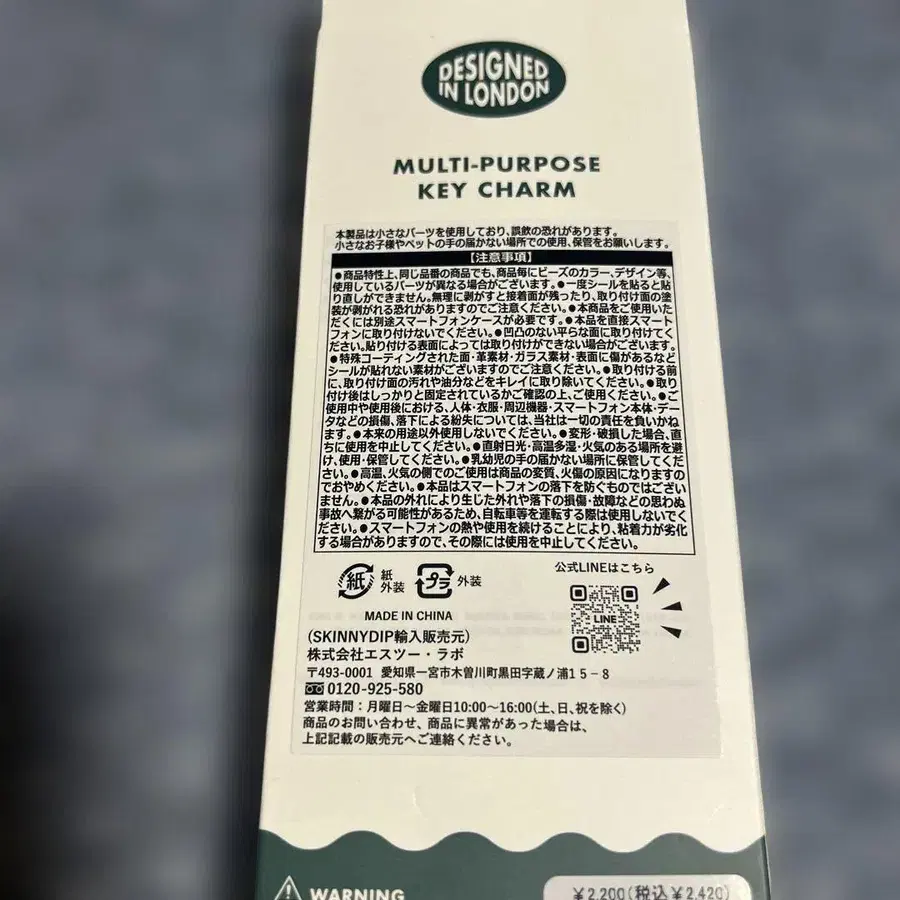 DESIGNED
IN LONDON
MULTI-PURPOSE
KEY CHARM
本製品は小さなパーツを使用しており、誤飲の恐れがあります。
小さなお子様やペットの手の届かない場所での使用、保管をお願いします。
【注意事項】
●商品特性上、同じ品番の商品でも、商品毎にビーズのカラー、デザイン等、
使用しているパーツが異なる場合がございます。●一度シールを貼ると貼
り直しができません。無理に剥がすと接着面が残ったり、取り付け面の塗
装が剥がれる恐れがありますのでご注意ください。●本商品をご使用いた
だくには別途スマートフォンケースが必要です。●本品を直接スマート
フォンに取り付けないでください。●凹凸のない平らな面に取り付けてく
ださい。貼り付ける表面によっては取り付けができない場合がございます。
●特殊コーティングされた面・革素材・ガラス素材・表面に傷があるなど
シールが貼れない素材がございますのでご注意ください。●取り付ける前
に、取り付け面の汚れや油分などをキレイに取り除いてください。●取り
付け後はしっかりと固定されているかご確認の上、ご使用ください。●ご
使用中や使用後における、人体・衣服・周辺機器・スマートフォン本体・デー
タなどの損傷、落下による紛失については、当社は一切の責任を負いかね
ます。●本来の用途以外使用しないでください。●変形・破損した場合、直
ちに使用を中止してください。●直射日光・高温多湿・火気のある場所を避
け、使用・保管してください。●乳幼児の手の届かない場所に保管してくだ
さい。●高温、火気の側でのご使用は商品の変質、火傷の原因になりますの
でおやめください。●本品はスマートフォンの落下を防ぐものではござい
ません。●本品の外れにより生じた外れや落下の損傷・故障などの思わぬ
事故へ繋がる可能性があるため、自転車等を運転する際は使用しないでく
ださい。●スマートフォンの熱や使用を続けることにより、粘着力が劣化
する場合がありますので、その際には使用を中止してください。
紙
紙
外装
プラ
外装
公式LINEはこちら
LINE
MADE IN CHINA
(SKINNYDIP輸入販売元)
株式会社エスツー・ラボ
〒493-0001 愛知県一宮市木曽川町黒田字蔵ノ浦15-8
0120-925-580
営業時間：月曜日～金曜日10:00～16:00(土、日、祝を除く)
商品のお問い合わせ、商品に異常があった場合は、
上記記載の販売元へご連絡ください。
WARNING
¥2,200(税込¥2,420)